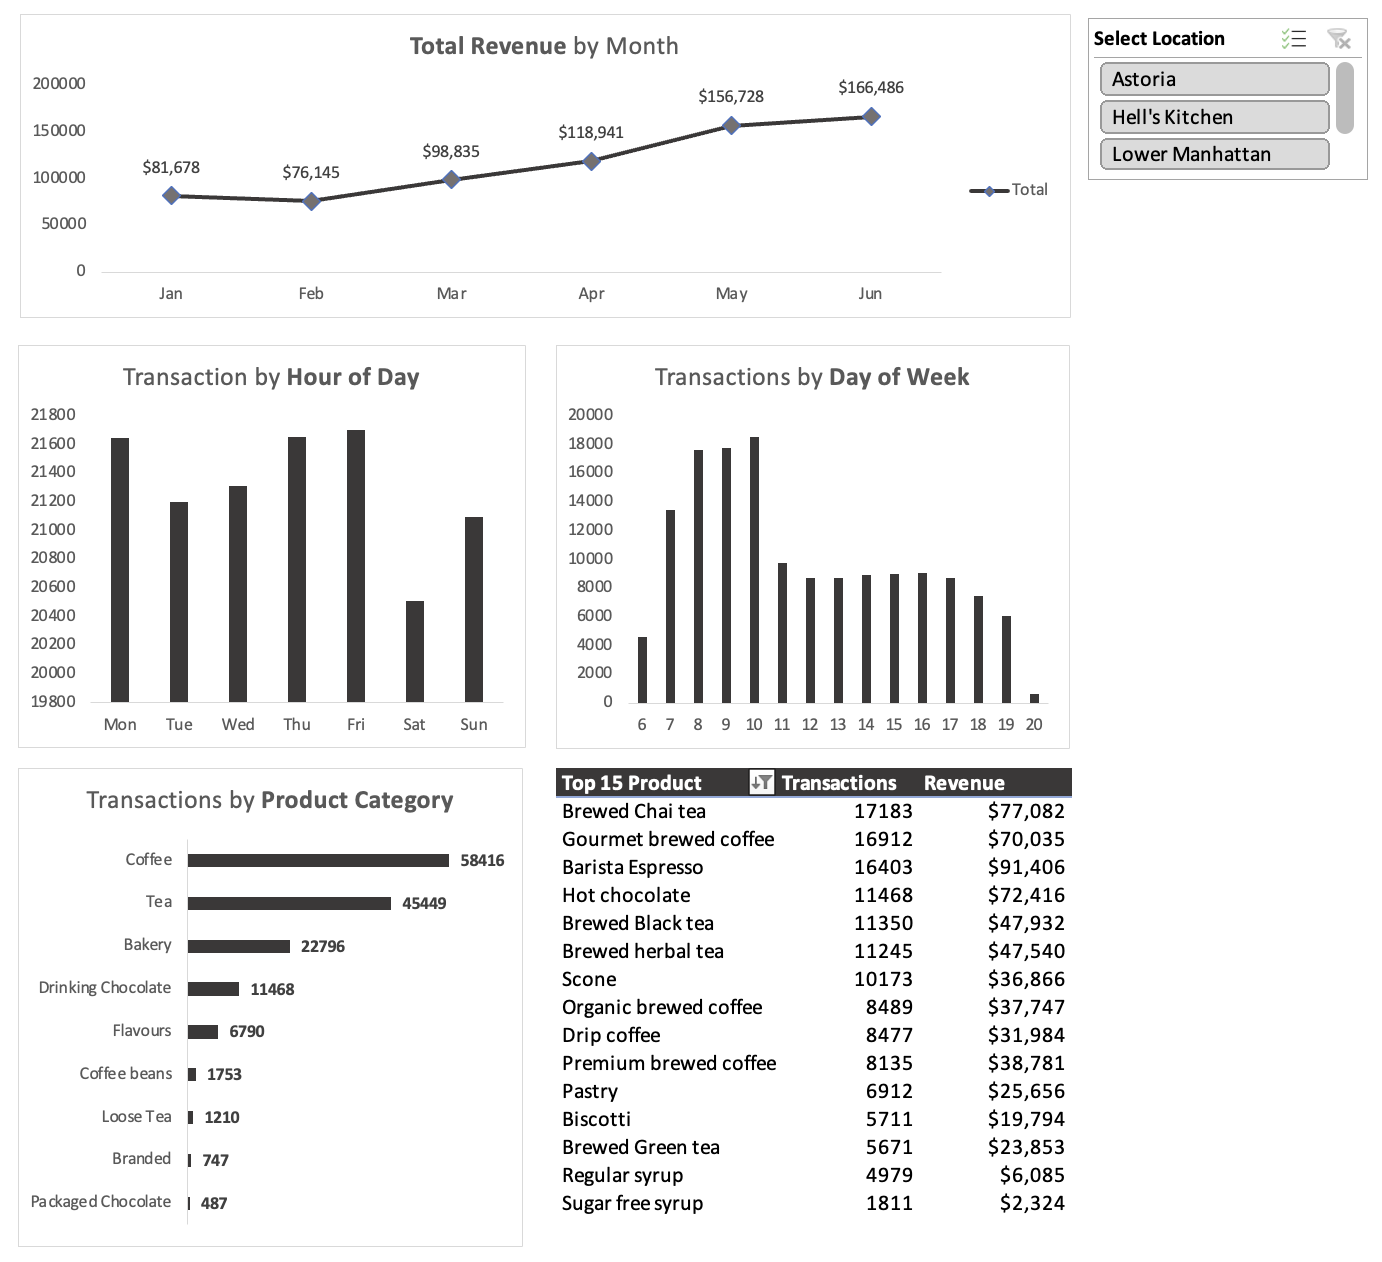 Total Revenue by Month
200000
150000
100000
50000
0
$81,678
$76,145
$98,835
$118,941
$156,728
$166,486
Total
Jan Feb Mar Apr May Jun
Select Location
Astoria
Hell's Kitchen
Lower Manhattan
Transaction by Hour of Day
21800
21600
21400
21200
21000
20800
20600
20400
20200
20000
19800
Mon Tue Wed Thu Fri Sat Sun
Transactions by Day of Week
20000
18000
16000
14000
12000
10000
8000
6000
4000
2000
0
6 7 8 9 10 11 12 13 14 15 16 17 18 19 20
Transactions by Product Category
Coffee 58416
Tea 45449
Bakery 22796
Drinking Chocolate 11468
Flavours 6790
Coffee beans 1753
Loose Tea 1210
Branded 747
Packaged Chocolate 487
Top 15 Product Transactions Revenue
Brewed Chai tea 17183 $77,082
Gourmet brewed coffee 16912 $70,035
Barista Espresso 16403 $91,406
Hot chocolate 11468 $72,416
Brewed Black tea 11350 $47,932
Brewed herbal tea 11245 $47,540
Scone 10173 $36,866
Organic brewed coffee 8489 $37,747
Drip coffee 8477 $31,984
Premium brewed coffee 8135 $38,781
Pastry 6912 $25,656
Biscotti 5711 $19,794
Brewed Green tea 5671 $23,853
Regular syrup 4979 $6,085
Sugar free syrup 1811 $2,324